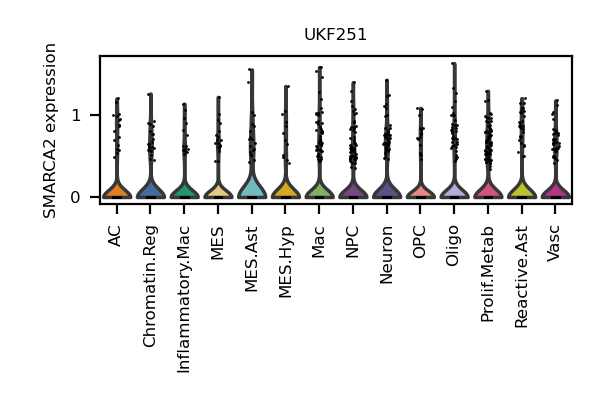 UKF251
SMARCA2 expression
1
0
AC
Chromatin.Reg
Inflammatory.Mac
MES
MES.Ast
MES.Hyp
Mac
NPC
Neuron
OPC
Oligo
Prolif.Metab
Reactive.Ast
Vasc